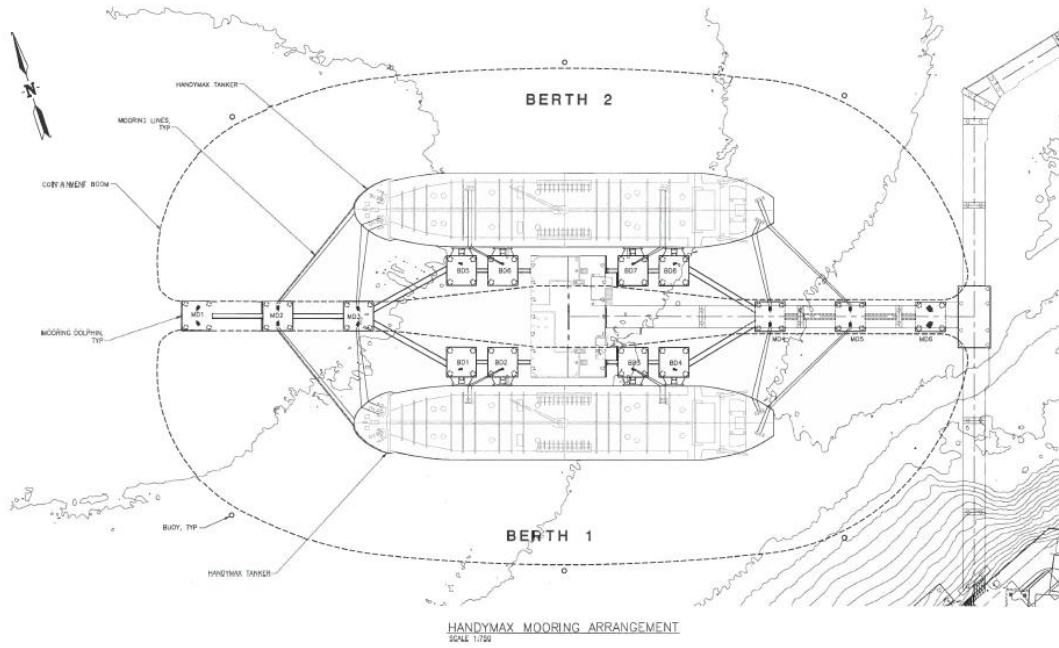 N
HANDYMAX TANKER
BERTH 2
MOORING LINES,
TYP
CONTAINMENT BOOM
BD5
BD6
BD7
BD8
MD1
MD2
MD3
MD4
MD5
MD6
MOORING DOLPHIN,
TYP
BD1
BD2
BD3
BD4
BUOY, TYP
BERTH 1
HANDYMAX TANKER
HANDYMAX MOORING ARRANGEMENT
SCALE 1:750